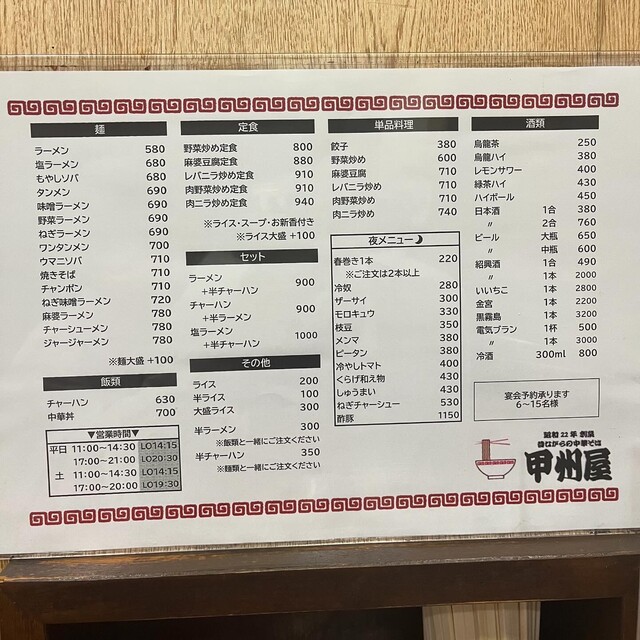 麺
ラーメン 580
塩ラーメン 680
もやしソバ 680
タンメン 690
味噌ラーメン 690
野菜ラーメン 690
ねぎラーメン 690
ワンタンメン 700
ウマニソバ 710
焼きそば 710
チャンポン 710
ねぎ味噌ラーメン 720
麻婆ラーメン 780
チャーシューメン 780
ジャージャーメン 780
※麺大盛 +100
飯類
チャーハン 630
中華丼 700
▼営業時間▼
平日 11:00～14:30 LO14:15
17:00～21:00 LO20:30
土 11:00～14:30 LO14:15
17:00～20:00 LO19:30
定食
野菜炒め定食 800
麻婆豆腐定食 880
レバニラ炒め定食 910
肉野菜炒め定食 910
肉ニラ炒め定食 940
※ライス・スープ・お新香付き
※ライス大盛 +100
セット
ラーメン
+半チャーハン 900
チャーハン
+半ラーメン 900
塩ラーメン
+半チャーハン 1000
その他
ライス 200
半ライス 100
大盛ライス 300
半ラーメン 300
※飯類と一緒にご注文ください
半チャーハン 350
※麺類と一緒にご注文ください
単品料理
餃子 380
野菜炒め 600
麻婆豆腐 710
レバニラ炒め 710
肉野菜炒め 710
肉ニラ炒め 740
夜メニュー
春巻き1本 220
※ご注文は2本以上
冷奴 280
ザーサイ 300
モロキュウ 330
枝豆 350
メンマ 380
ピータン 380
冷やしトマト 400
くらげ和え物 430
しゅうまい 430
ねぎチャーシュー 530
酢豚 1150
酒類
烏龍茶 250
烏龍ハイ 380
レモンサワー 400
緑茶ハイ 430
ハイボール 450
日本酒 1合 380
〃 2合 760
ビール 大瓶 650
〃 中瓶 600
紹興酒 1合 490
〃 1本 2000
いいちこ 1本 2800
金宮 1本 2200
黒霧島 1本 3200
電気ブラン 1杯 500
〃 1本 3000
冷酒 300ml 800
宴会予約承ります
6～15名様
昭和22年創業
昔ながらの中華そば
甲州屋